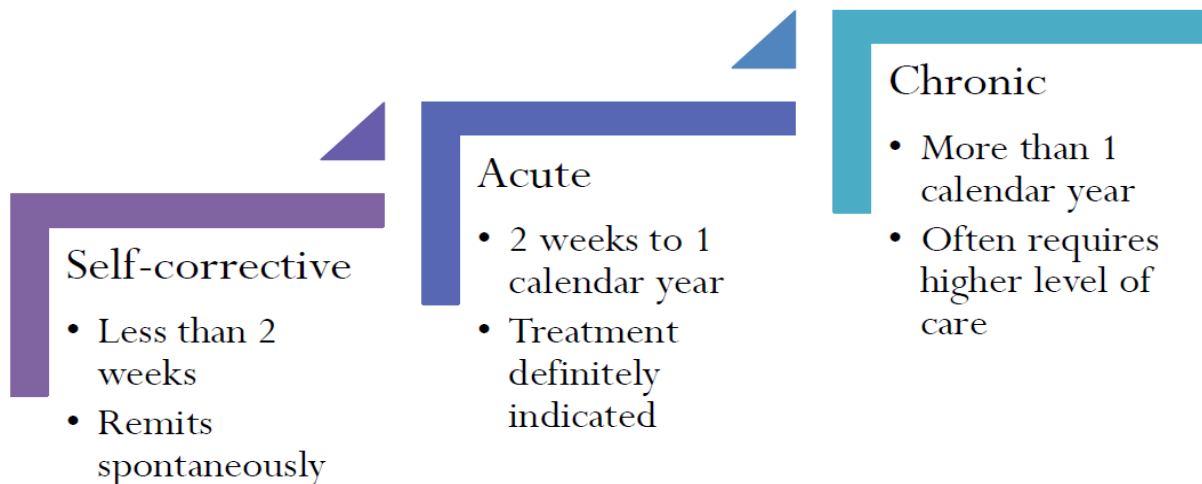 Self-corrective
• Less than 2
weeks
• Remits
spontaneously
Acute
• 2 weeks to 1
calendar year
• Treatment
definitely
indicated
Chronic
• More than 1
calendar year
• Often requires
higher level of
care